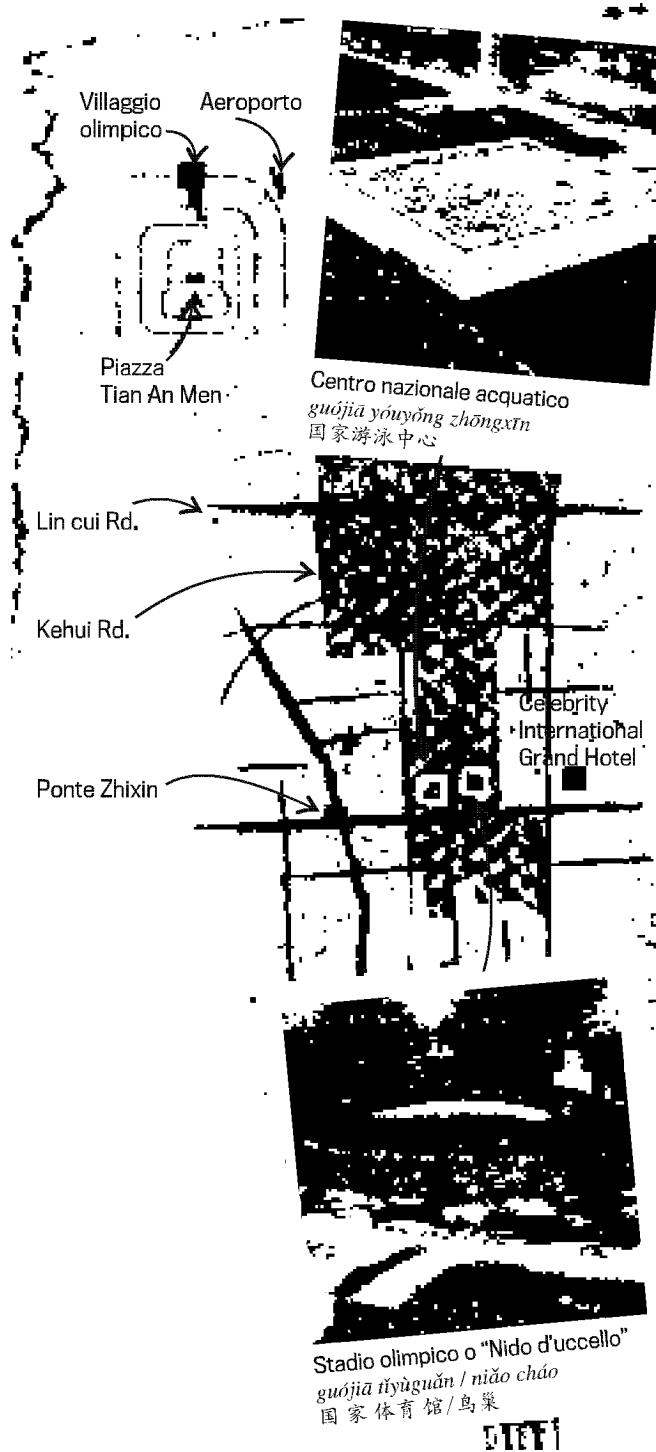 Villaggio
olimpico
Aeroporto
Piazza
Tian An Men
Centro nazionale acquatico
guójiā yóuyǒng zhōngxīn
国家游泳中心
Lin cui Rd.
Kehui Rd.
Celebrity
International
Grand Hotel
Ponte Zhixin
Stadio olimpico o “Nido d’uccello”
guójiā tǐyùguǎn / niǎo cháo
国家体育馆/鸟巢